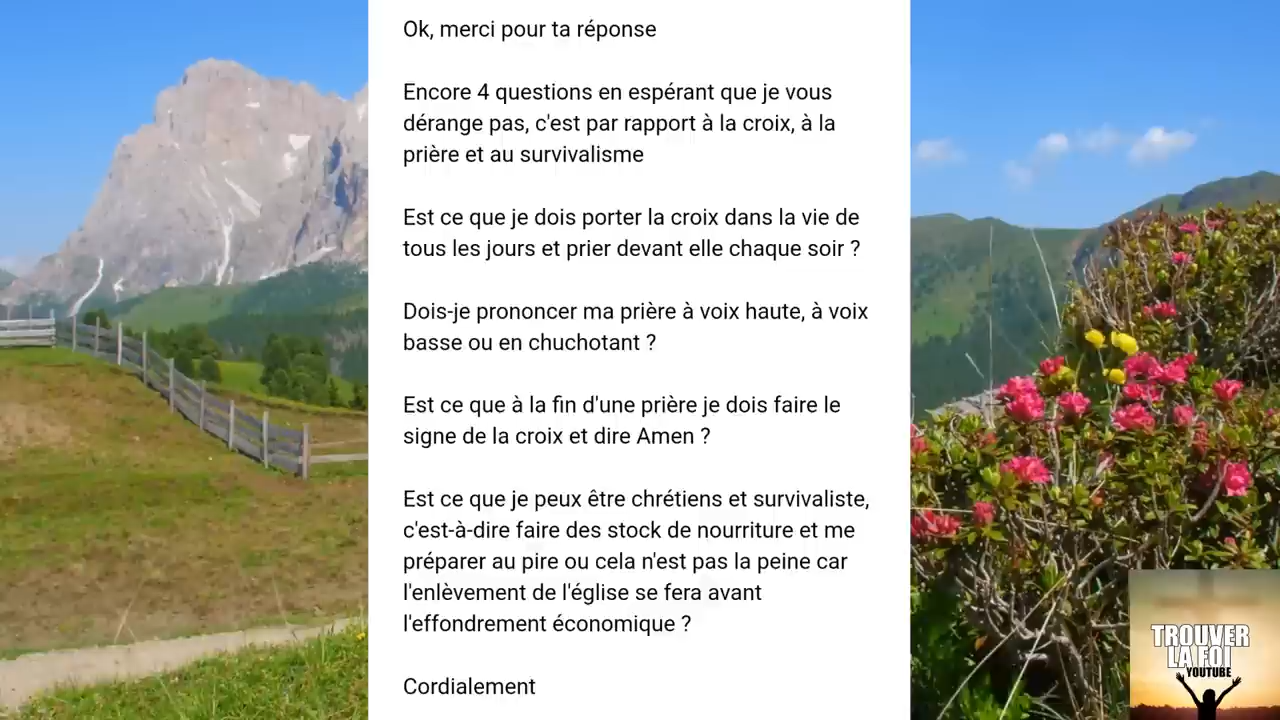 Ok, merci pour ta réponse
Encore 4 questions en espérant que je vous
dérange pas, c'est par rapport à la croix, à la
prière et au survivalisme
Est ce que je dois porter la croix dans la vie de
tous les jours et prier devant elle chaque soir ?
Dois-je prononcer ma prière à voix haute, à voix
basse ou en chuchotant ?
Est ce que à la fin d'une prière je dois faire le
signe de la croix et dire Amen ?
Est ce que je peux être chrétiens et survivaliste,
c'est-à-dire faire des stock de nourriture et me
préparer au pire ou cela n'est pas la peine car
l'enlèvement de l'église se fera avant
l'effondrement économique ?
Cordialement
TROUVER
LA FOI
YOUTUBE